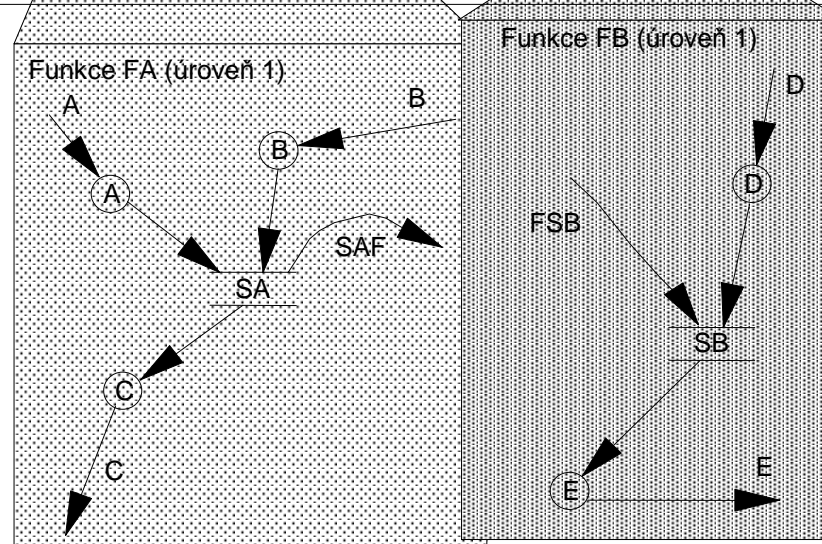 Funkce FA (úroveň 1)
A
B
A
B
SAF
SA
C
C
Funkce FB (úroveň 1)
D
D
FSB
SB
E
E